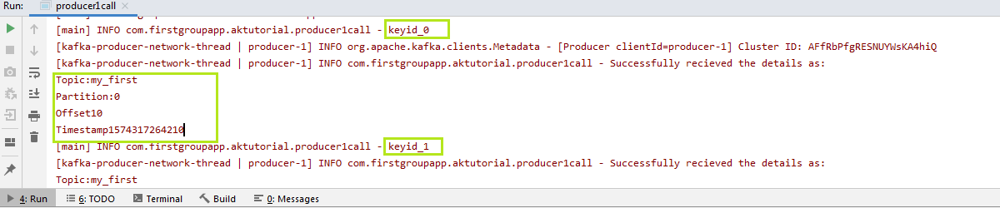 Run: producer1call ×
[main] INFO com.firstgroupapp.aktutorial.producer1call - keyid_0
[kafka-producer-network-thread | producer-1] INFO org.apache.kafka.clients.Metadata - [Producer clientId=producer-1] Cluster ID: AFfRbPfgRESNUYWsKA4hiQ
[kafka-producer-network-thread | producer-1] INFO com.firstgroupapp.aktutorial.producer1call - Successfully recieved the details as:
Topic:my_first
Partition:0
Offset10
Timestamp1574317264210
[main] INFO com.firstgroupapp.aktutorial.producer1call - keyid_1
[kafka-producer-network-thread | producer-1] INFO com.firstgroupapp.aktutorial.producer1call - Successfully recieved the details as:
Topic:my_first
4: Run 6: TODO Terminal Build 0: Messages